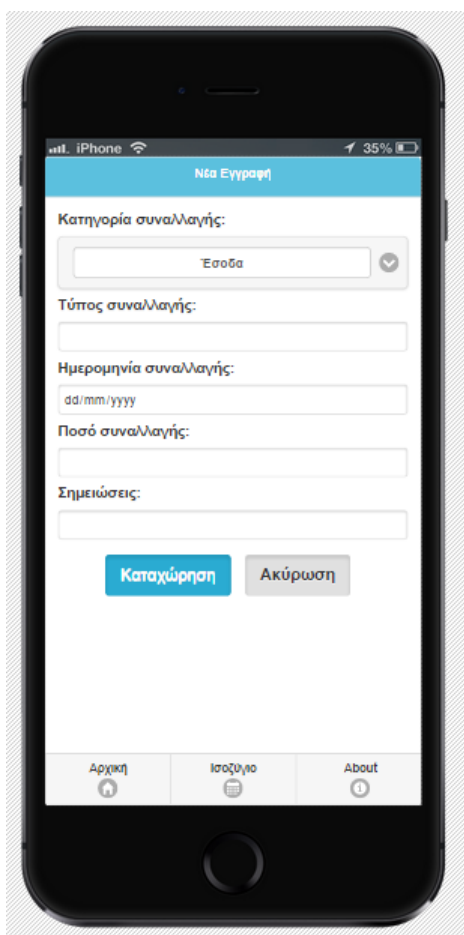 iPhone 35%
Νέα Εγγραφή
Κατηγορία συναλλαγής:
Έσοδα
Τύπος συναλλαγής:
Ημερομηνία συναλλαγής:
dd/mm/yyyy
Ποσό συναλλαγής:
Σημειώσεις:
Καταχώρηση Ακύρωση
Αρχική Ισοζύγιο About